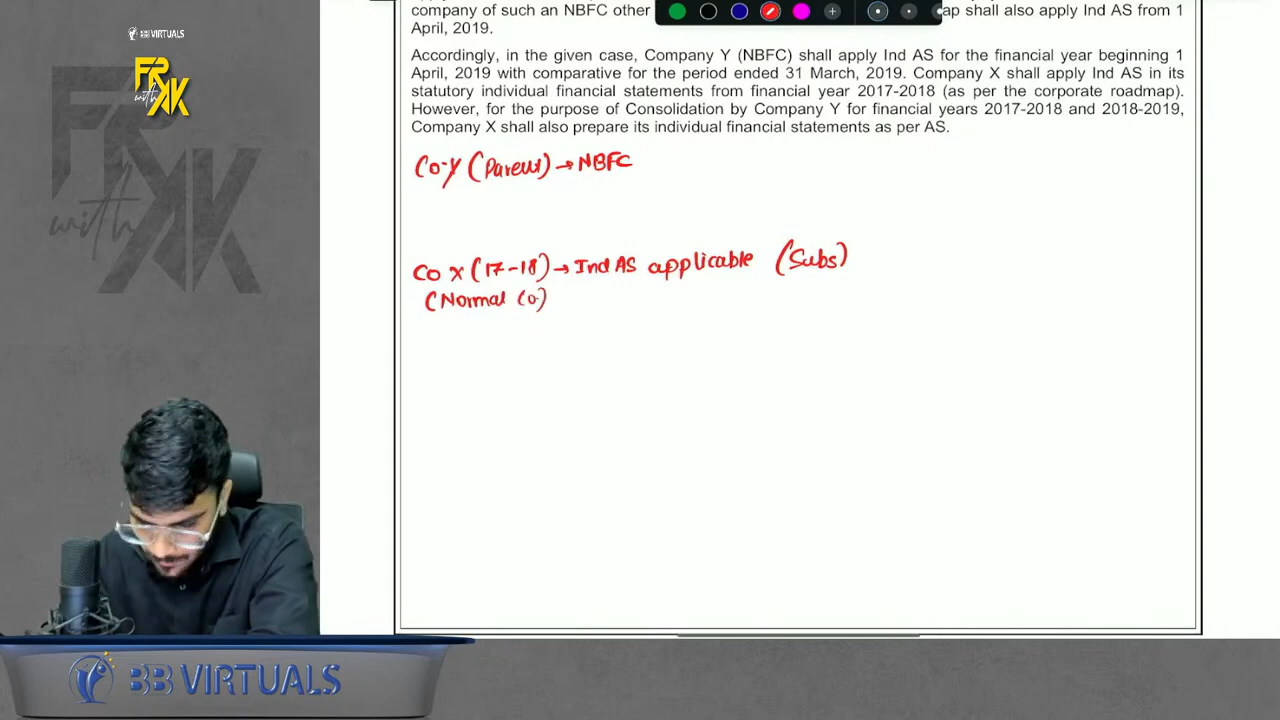 company of such an NBFC other
ap shall also apply Ind AS from 1
April, 2019.
Accordingly, in the given case, Company Y (NBFC) shall apply Ind AS for the financial year beginning 1
April, 2019 with comparative for the period ended 31 March, 2019. Company X shall apply Ind AS in its
statutory individual financial statements from financial year 2017-2018 (as per the corporate roadmap).
However, for the purpose of Consolidation by Company Y for financial years 2017-2018 and 2018-2019,
Company X shall also prepare its individual financial statements as per AS.
Co-Y (Parent) → NBFC
Co X (17-18) → Ind AS applicable (Subs)
(Normal Co.)
BB VIRTUALS
FR
with
AK
FR
with
AK
BB VIRTUALS